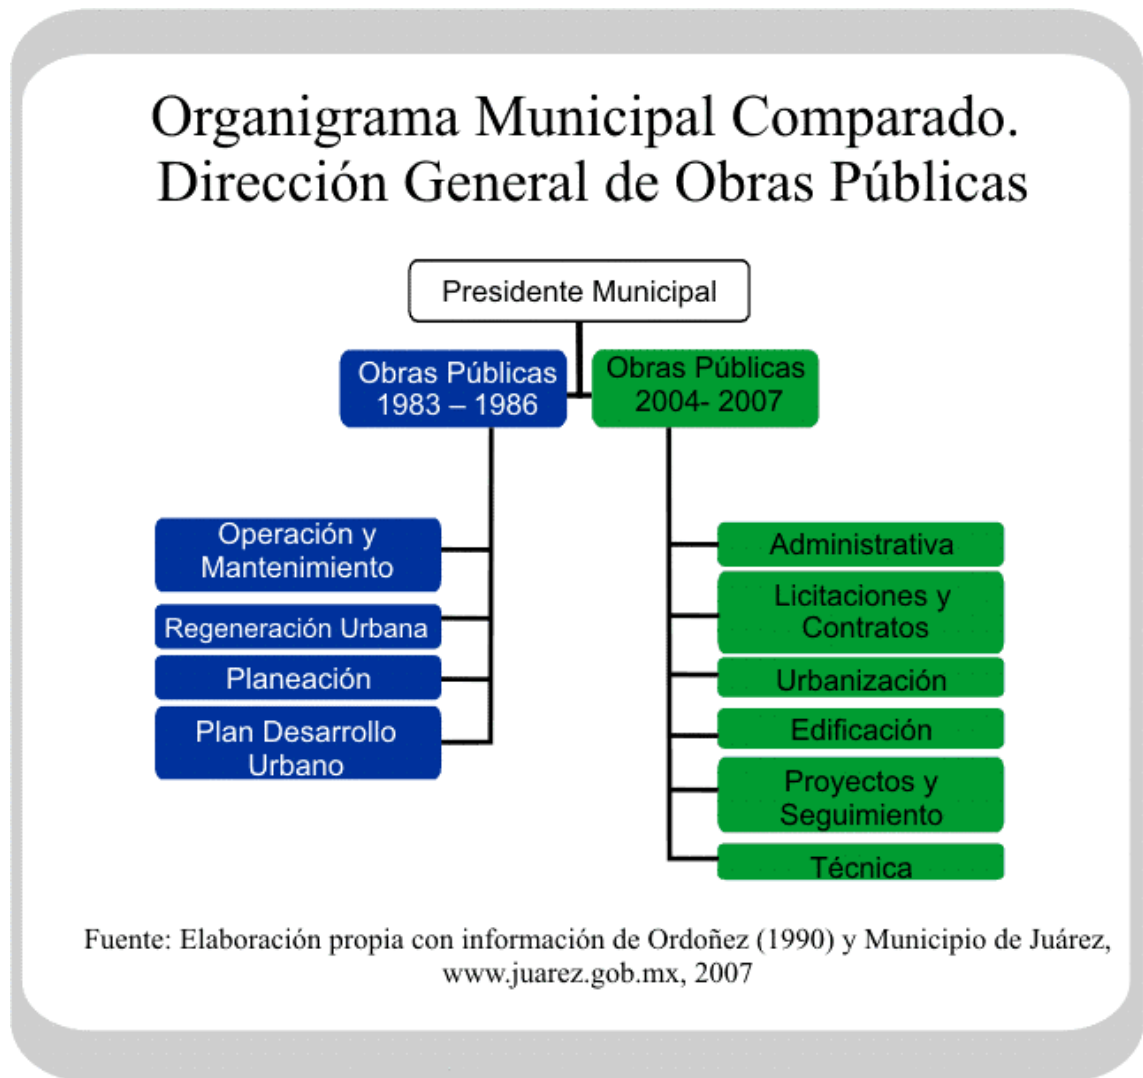 Organigrama Municipal Comparado.
Dirección General de Obras Públicas
Presidente Municipal
Obras Públicas
1983 – 1986
Obras Públicas
2004- 2007
Operación y
Mantenimiento
Regeneración Urbana
Planeación
Plan Desarrollo
Urbano
Administrativa
Licitaciones y
Contratos
Urbanización
Edificación
Proyectos y
Seguimiento
Técnica
Fuente: Elaboración propia con información de Ordoñez (1990) y Municipio de Juárez,
www.juarez.gob.mx, 2007